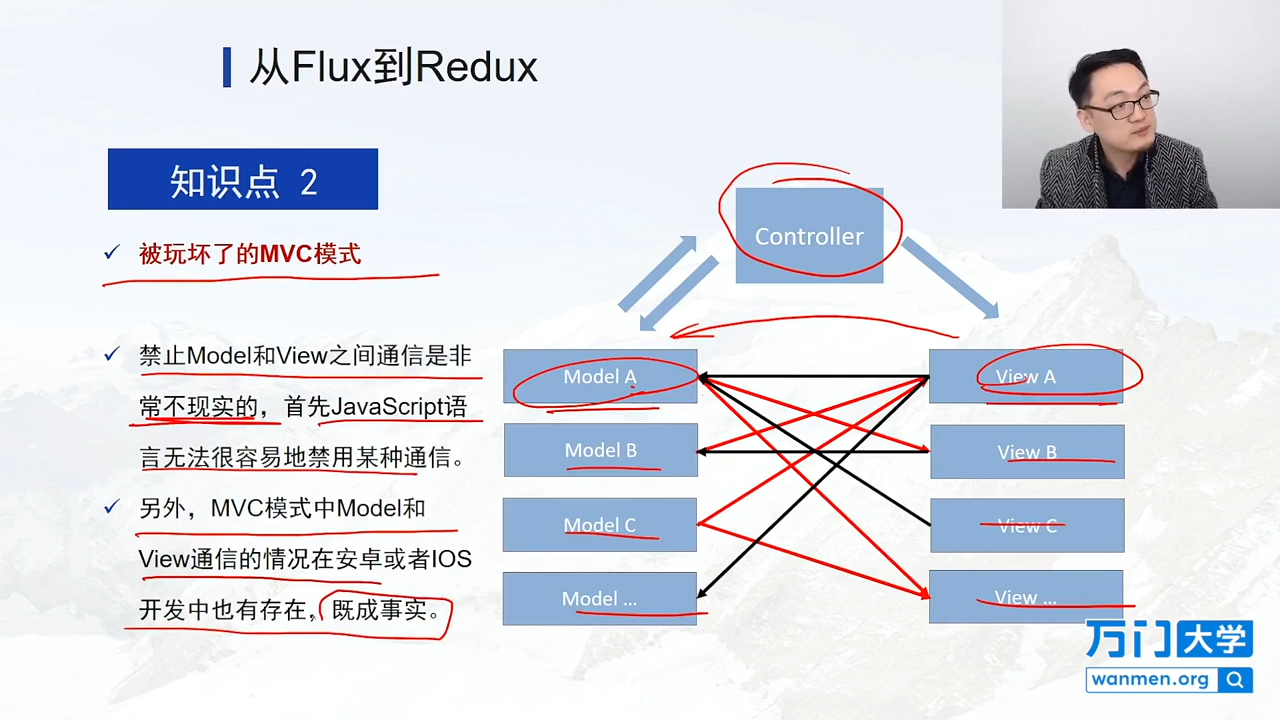 从Flux到Redux
知识点 2
被玩坏了的MVC模式
禁止Model和View之间通信是非
常不现实的，首先JavaScript语
言无法很容易地禁用某种通信。
另外，MVC模式中Model和
View通信的情况在安卓或者IOS
开发中也有存在，既成事实。
Controller
Model A
View A
Model B
View B
Model C
View C
Model ...
View ...
万门大学
wanmen.org